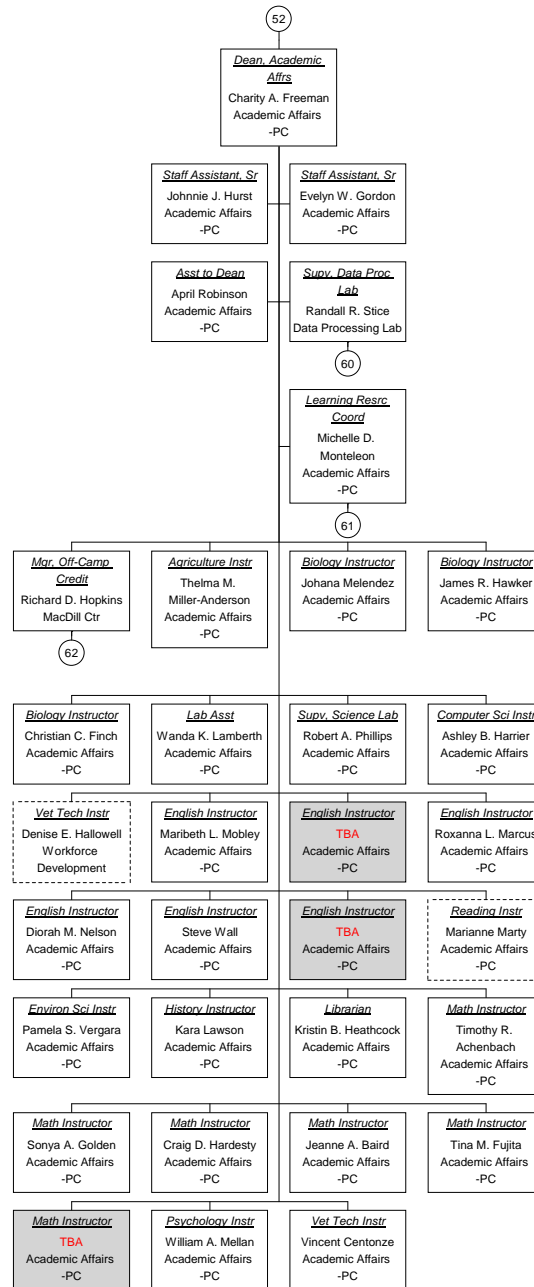 52
Dean, Academic
Affrs
Charity A. Freeman
Academic Affairs
-PC
Staff Assistant, Sr
Johnnie J. Hurst
Academic Affairs
-PC
Staff Assistant, Sr
Evelyn W. Gordon
Academic Affairs
-PC
Asst to Dean
April Robinson
Academic Affairs
-PC
Supv, Data Proc
Lab
Randall R. Stice
Data Processing Lab
60
Learning Resrc
Coord
Michelle D.
Monteleon
Academic Affairs
-PC
61
Mgr, Off-Camp
Credit
Richard D. Hopkins
MacDill Ctr
62
Agriculture Instr
Thelma M.
Miller-Anderson
Academic Affairs
-PC
Biology Instructor
Johana Melendez
Academic Affairs
-PC
Biology Instructor
James R. Hawker
Academic Affairs
-PC
Biology Instructor
Christian C. Finch
Academic Affairs
-PC
Lab Asst
Wanda K. Lamberth
Academic Affairs
-PC
Supv, Science Lab
Robert A. Phillips
Academic Affairs
-PC
Computer Sci Instr
Ashley B. Harrier
Academic Affairs
-PC
Vet Tech Instr
Denise E. Hallowell
Workforce
Development
English Instructor
Maribeth L. Mobley
Academic Affairs
-PC
English Instructor
TBA
Academic Affairs
-PC
English Instructor
Roxanna L. Marcus
Academic Affairs
-PC
English Instructor
Diorah M. Nelson
Academic Affairs
-PC
English Instructor
Steve Wall
Academic Affairs
-PC
English Instructor
TBA
Academic Affairs
-PC
Reading Instr
Marianne Marty
Academic Affairs
-PC
Environ Sci Instr
Pamela S. Vergara
Academic Affairs
-PC
History Instructor
Kara Lawson
Academic Affairs
-PC
Librarian
Kristin B. Heathcock
Academic Affairs
-PC
Math Instructor
Timothy R.
Achenbach
Academic Affairs
-PC
Math Instructor
Sonya A. Golden
Academic Affairs
-PC
Math Instructor
Craig D. Hardesty
Academic Affairs
-PC
Math Instructor
Jeanne A. Baird
Academic Affairs
-PC
Math Instructor
Tina M. Fujita
Academic Affairs
-PC
Math Instructor
TBA
Academic Affairs
-PC
Psychology Instr
William A. Mellan
Academic Affairs
-PC
Vet Tech Instr
Vincent Centonze
Academic Affairs
-PC